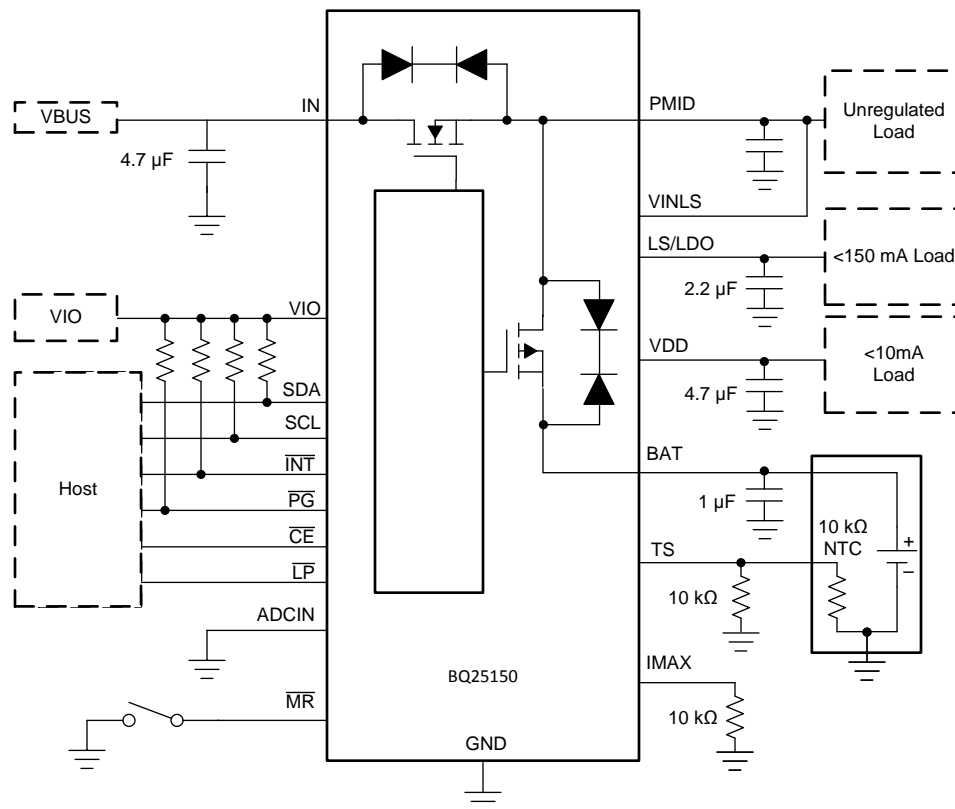 VBUS
4.7 µF
IN
PMID
Unregulated
Load
VINLS
LS/LDO
<150 mA Load
2.2 µF
VIO
VIO
VDD
<10mA
Load
4.7 µF
Host
SDA
SCL
INT
PG
CE
LP
ADCIN
MR
BAT
1 µF
10 kΩ
NTC
+
−
TS
10 kΩ
IMAX
10 kΩ
BQ25150
GND